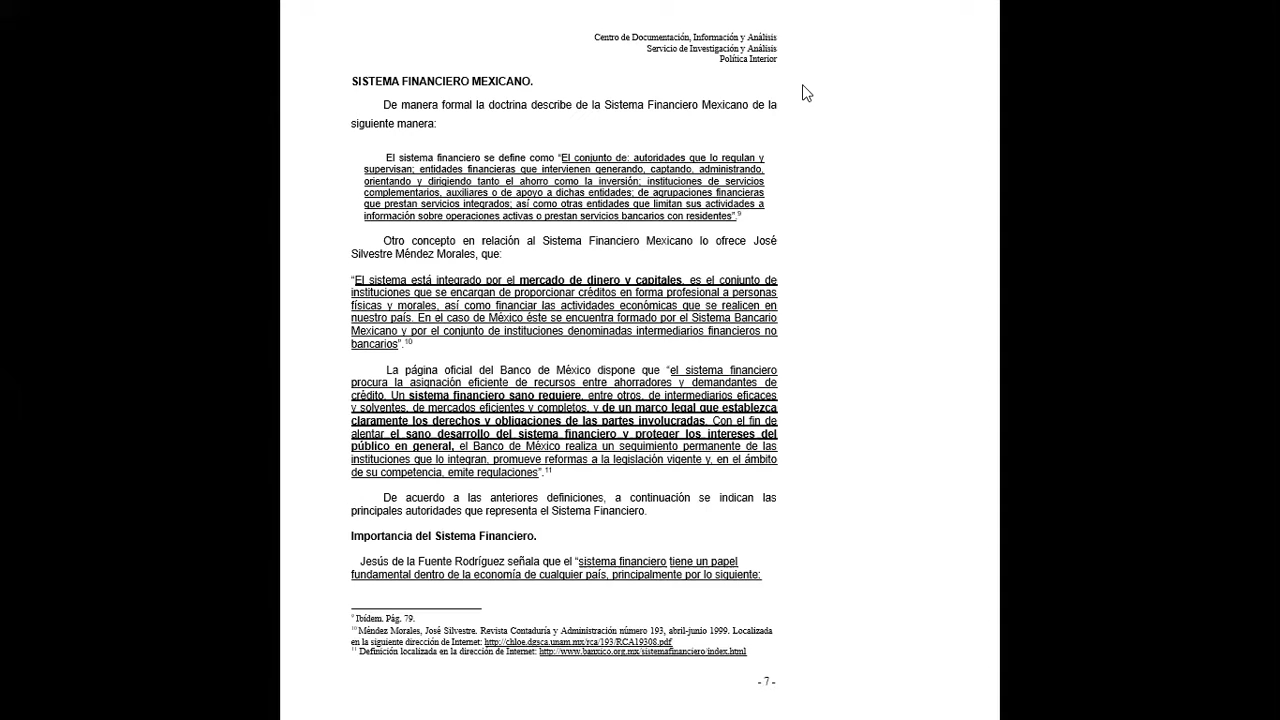 Centro de Documentación, Información y Análisis
Servicio de Investigación y Análisis
Política Interior
SISTEMA FINANCIERO MEXICANO.
De manera formal la doctrina describe de la Sistema Financiero Mexicano de la
siguiente manera:
El sistema financiero se define como “El conjunto de: autoridades que lo regulan y
supervisan; entidades financieras que intervienen generando, captando, administrando,
orientando y dirigiendo tanto el ahorro como la inversión; instituciones de servicios
complementarios, auxiliares o de apoyo a dichas entidades; de agrupaciones financieras
que prestan servicios integrados; así como otras entidades que limitan sus actividades a
información sobre operaciones activas o prestan servicios bancarios con residentes”.9
Otro concepto en relación al Sistema Financiero Mexicano lo ofrece José
Silvestre Méndez Morales, que:
“El sistema está integrado por el mercado de dinero y capitales, es el conjunto de
instituciones que se encargan de proporcionar créditos en forma profesional a personas
físicas y morales, así como financiar las actividades económicas que se realicen en
nuestro país. En el caso de México éste se encuentra formado por el Sistema Bancario
Mexicano y por el conjunto de instituciones denominadas intermediarios financieros no
bancarios”.10
La página oficial del Banco de México dispone que “el sistema financiero
procura la asignación eficiente de recursos entre ahorradores y demandantes de
crédito. Un sistema financiero sano requiere, entre otros, de intermediarios eficaces
y solventes, de mercados eficientes y completos, y de un marco legal que establezca
claramente los derechos y obligaciones de las partes involucradas. Con el fin de
alentar el sano desarrollo del sistema financiero y proteger los intereses del
público en general, el Banco de México realiza un seguimiento permanente de las
instituciones que lo integran, promueve reformas a la legislación vigente y, en el ámbito
de su competencia, emite regulaciones”.11
De acuerdo a las anteriores definiciones, a continuación se indican las
principales autoridades que representa el Sistema Financiero.
Importancia del Sistema Financiero.
Jesús de la Fuente Rodríguez señala que el “sistema financiero tiene un papel
fundamental dentro de la economía de cualquier país, principalmente por lo siguiente:
9 Ibídem. Pág. 79.
10 Méndez Morales, José Silvestre. Revista Contaduría y Administración número 193, abril-junio 1999. Localizada
en la siguiente dirección de Internet: http://chloe.dgsca.unam.mx/rca/193/RCA19308.pdf
11 Definición localizada en la dirección de Internet: http://www.banxico.org.mx/sistemafinanciero/index.html
- 7 -